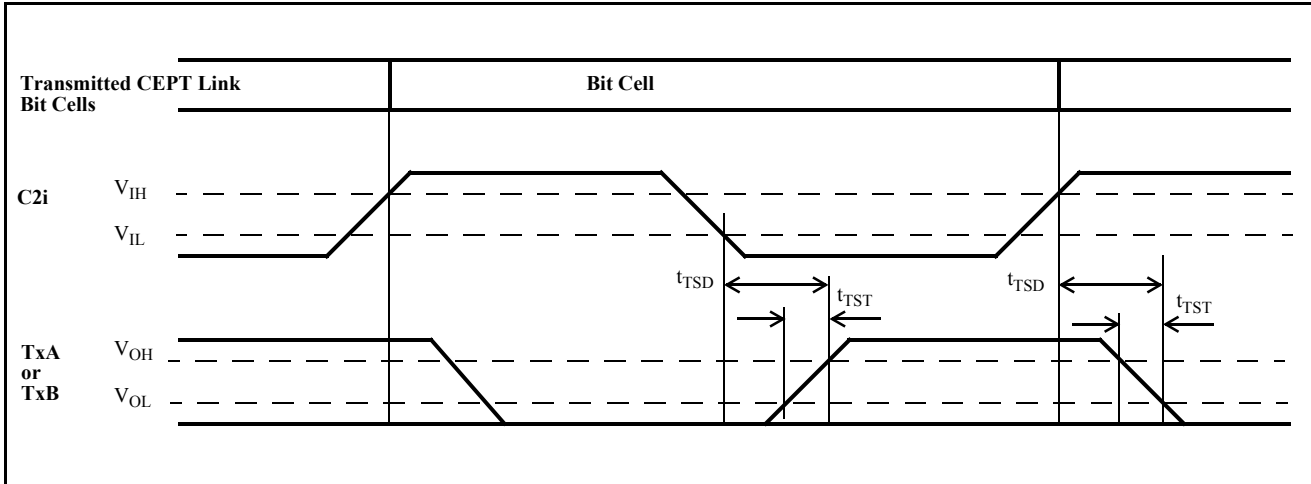 Transmitted CEPT Link
Bit Cells
Bit Cell
C2i
VIH
VIL
tTSD
tTST
tTSD
tTST
TxA
or
TxB
VOH
VOL